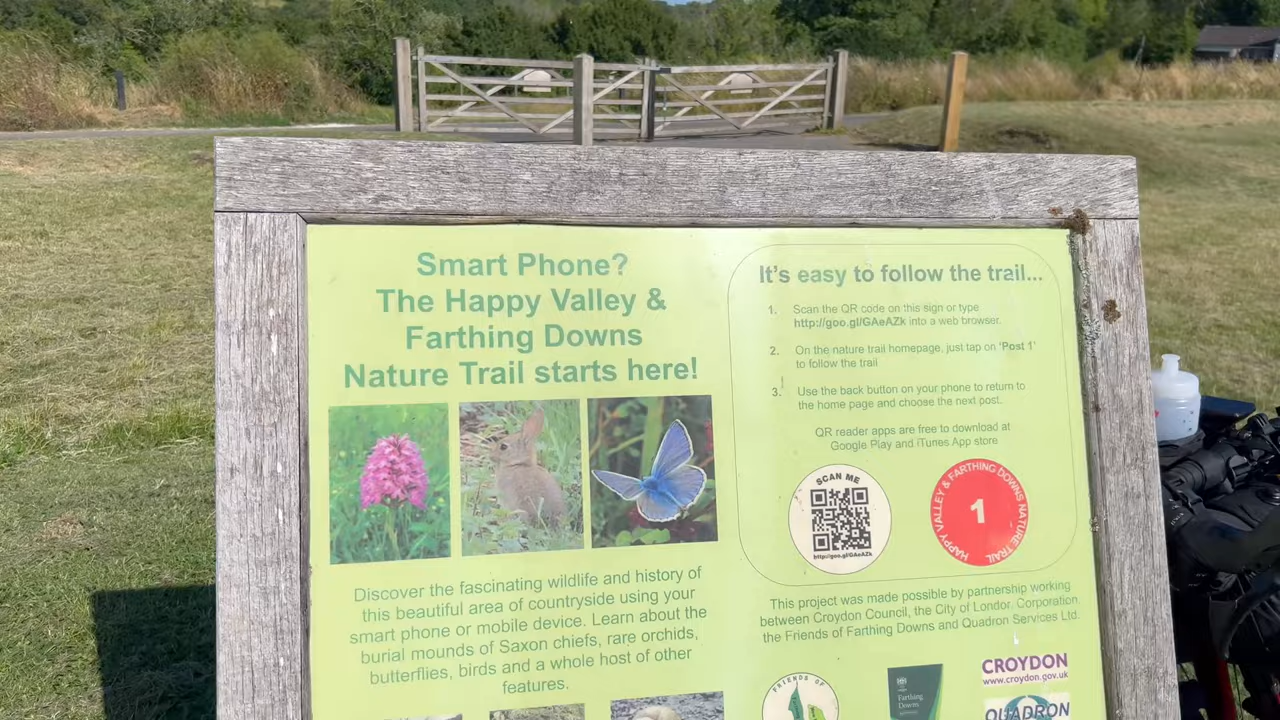 Smart Phone?
The Happy Valley &
Farthing Downs
Nature Trail starts here!
Discover the fascinating wildlife and history of
this beautiful area of countryside using your
smart phone or mobile device. Learn about the
burial mounds of Saxon chiefs, rare orchids,
butterflies, birds and a whole host of other
features.
It's easy to follow the trail...
1. Scan the QR code on this sign or type
http://goo.gl/GAeAZk into a web browser.
2. On the nature trail homepage, just tap on 'Post 1'
to follow the trail
3. Use the back button on your phone to return to
the home page and choose the next post.
QR reader apps are free to download at
Google Play and iTunes App store
SCAN ME
http://goo.gl/GAeAZk
HAPPY VALLEY & FARTHING DOWNS NATURE TRAIL
1
This project was made possible by partnership working
between Croydon Council, the City of London Corporation,
the Friends of Farthing Downs and Quadron Services Ltd.
FRIENDS OF
Farthing
Downs
CROYDON
www.croydon.gov.uk
QUADRON